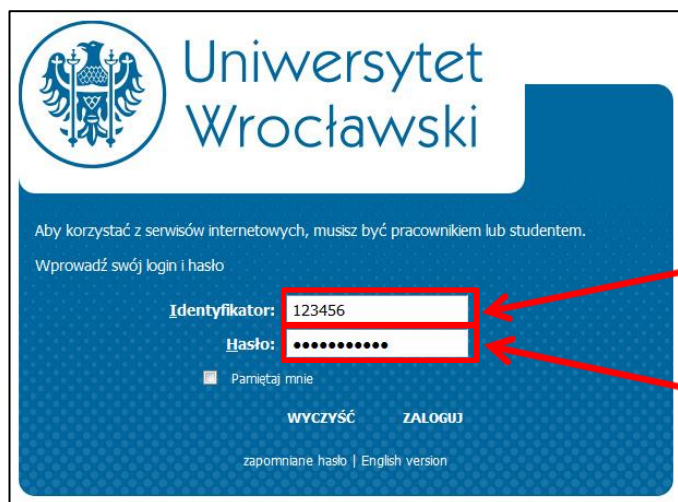 Uniwersytet
Wrocławski
Aby korzystać z serwisów internetowych, musisz być pracownikiem lub studentem.
Wprowadź swój login i hasło
Identyfikator: 123456
Hasło: •••••••••••
Pamiętaj mnie
WYCZYŚĆ ZALOGUJ
zapomniane hasło | English version